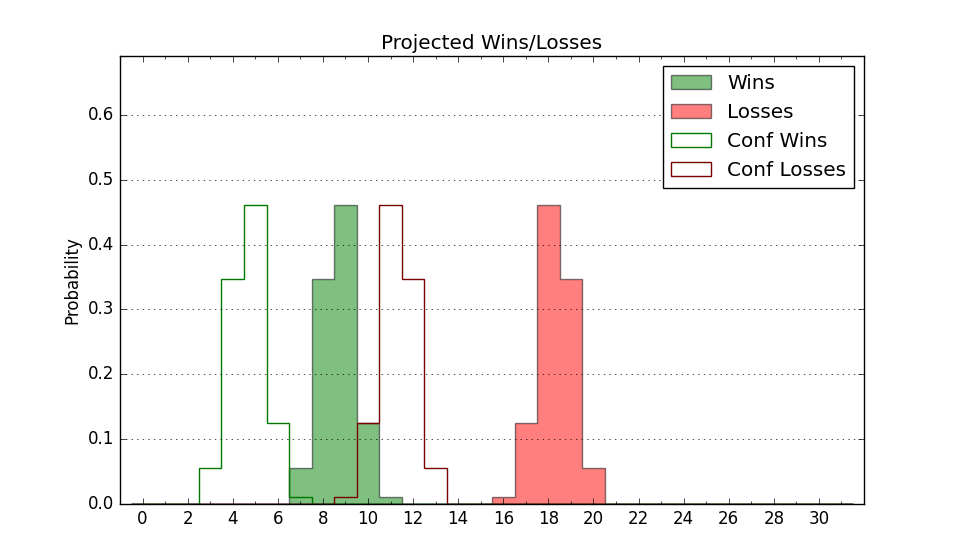 Projected Wins/Losses
Wins
Losses
Conf Wins
Conf Losses
Probability
0.6
0.5
0.4
0.3
0.2
0.1
0.0
0 2 4 6 8 10 12 14 16 18 20 22 24 26 28 30